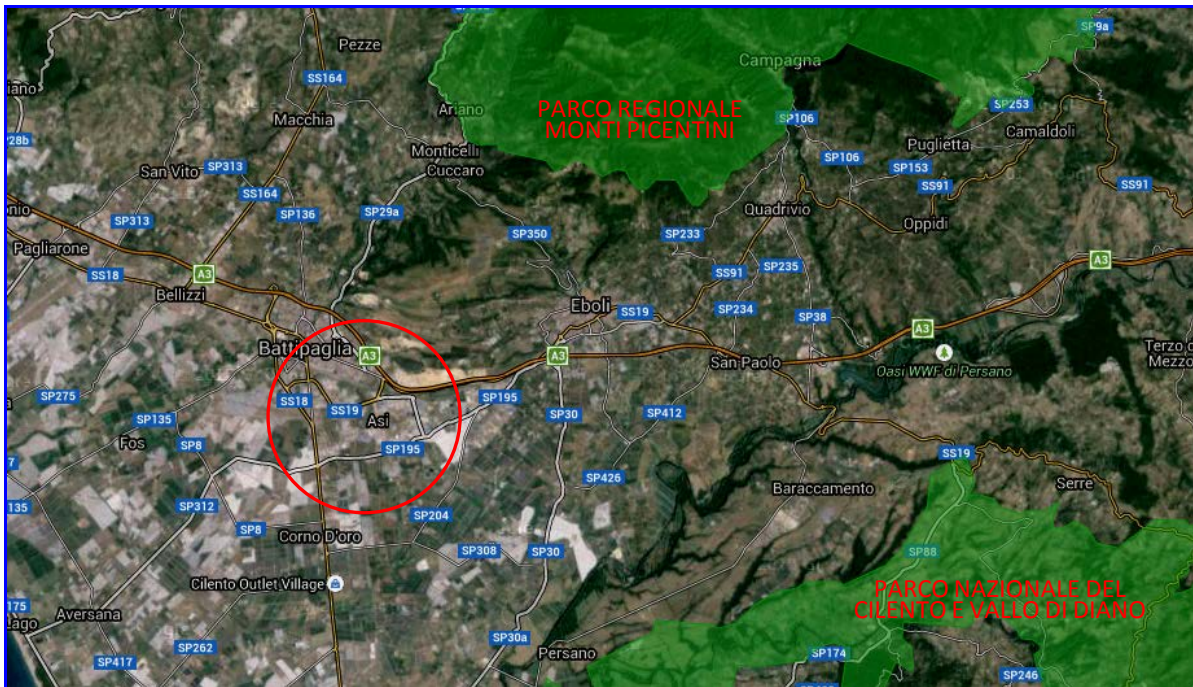 SP9a
Pezze
Campagna
SS164
iano
Ariano
PARCO REGIONALE
MONTI PICENTINI
SP253
Macchia
SP106
Camaldoli
28b
Puglietta
Monticelli
Cuccaro
SP106
SP153
San Vito
SP313
SS91
SS91
SS164
onio
SP313
SP136
SP29a
Quadrivio
Oppidi
SP350
SP233
Pagliarone
SS18
A3
A3
SS91
SP235
Bellizzi
Eboli
SS19
SP234
SP38
A3
Battipaglia
A3
A3
San Paolo
Oasi WWF di Persano
Terzo
Mezzo
SP275
SS18
SS19
SP195
SP135
Asi
SP30
SP412
Fos
SP8
SP195
SS19
SP426
Serre
135
SP312
Baraccamento
SP204
SP8
Corno D'oro
SP308
SP30
SP88
Cilento Outlet Village
PARCO NAZIONALE DEL
CILENTO E VALLO DI DIANO
175
Aversana
Lago
SP30a
SP262
Persano
SP417
SP174
SP246